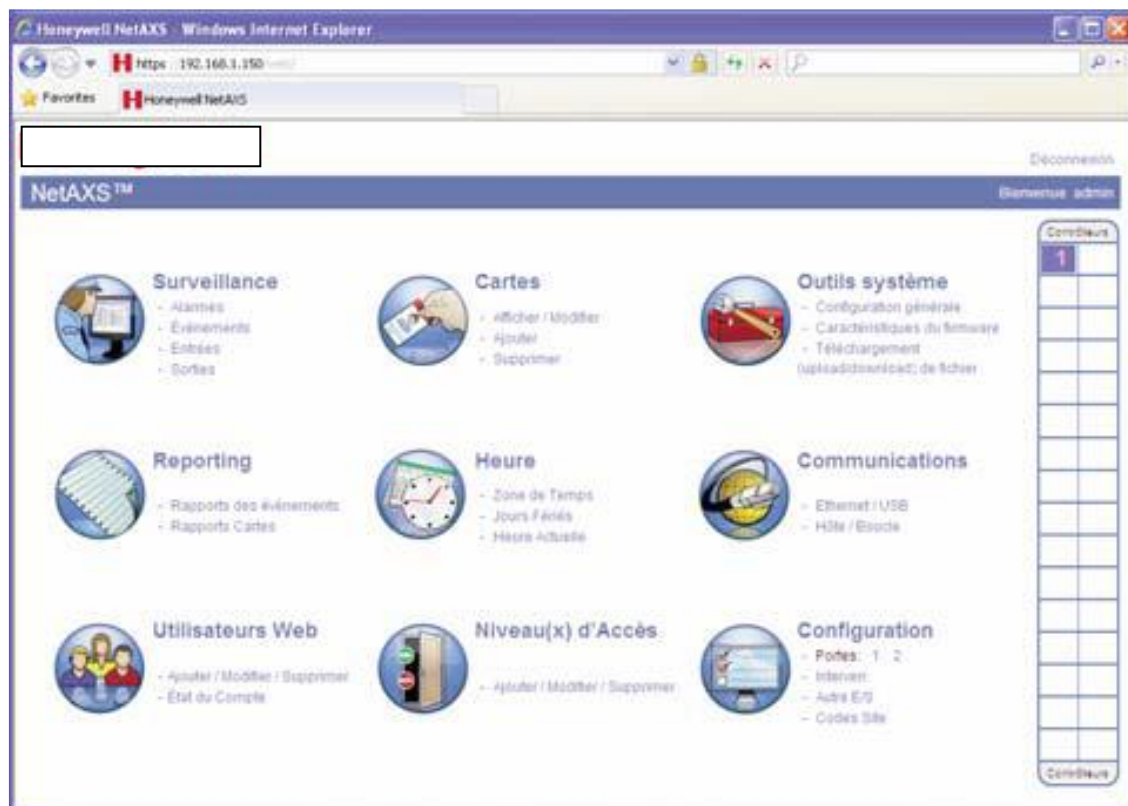 Honeywell NetAXS - Windows Internet Explorer
https 192.168.1.150
Favorites Honeywell NetAXS
Déconnexion
NetAXS™ Bienvenue admin
Contrôleurs
1
Surveillance
- Alarmes
- Événements
- Entrées
- Sorties
Cartes
- Afficher / Modifier
- Ajouter
- Supprimer
Outils système
- Configuration générale
- Caractéristiques du firmware
- Téléchargement
(upload/download) de fichier
Reporting
- Rapports des événements
- Rapports Cartes
Heure
- Zone de Temps
- Jours Fériés
- Heure Actuelle
Communications
- Ethernet / USB
- Hôte / Boucle
Utilisateurs Web
- Ajouter / Modifier / Supprimer
- État du Compte
Niveau(x) d'Accès
- Ajouter / Modifier / Supprimer
Configuration
- Portes: 1 2
- Interven.
- Autre E/S
- Codes Site
Contrôleurs